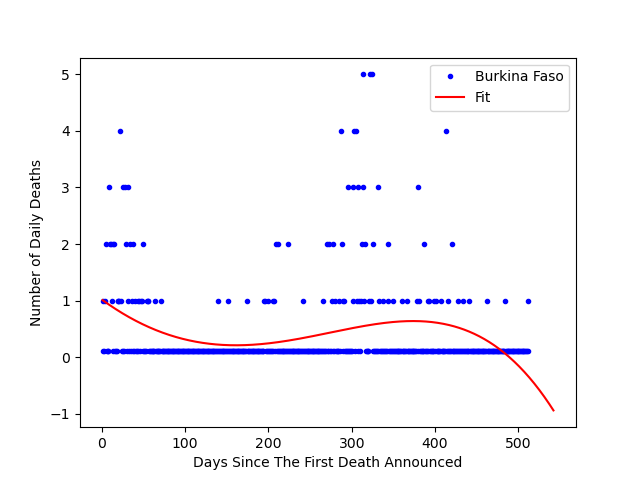 Burkina Faso
Fit
Number of Daily Deaths
5
4
3
2
1
0
−1
0 100 200 300 400 500
Days Since The First Death Announced